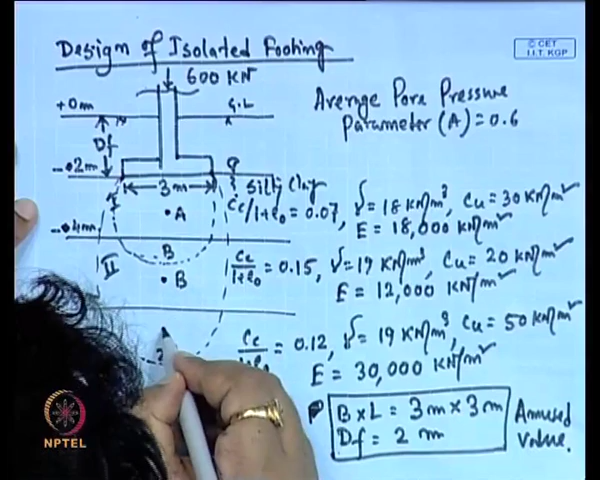 Design of Isolated Footing
© CET
I.I.T. KGP
600 KN
+0m
G.L
Average Pore Pressure
Parameter (A) = 0.6
Df
-2m
3m
q
silty clay
I
A
Cc/1+e0 = 0.07, γ = 18 KN/m³, Cu = 30 KN/m²
E = 18,000 KN/m²
-4m
B
II
B
Cc/1+e0 = 0.15, γ = 19 KN/m³, Cu = 20 KN/m²
E = 12,000 KN/m²
= 0.12, γ = 19 KN/m³, Cu = 50 KN/m²
E = 30,000 KN/m²
B x L = 3m x 3m
Df = 2 m
Assumed
value.
NPTEL